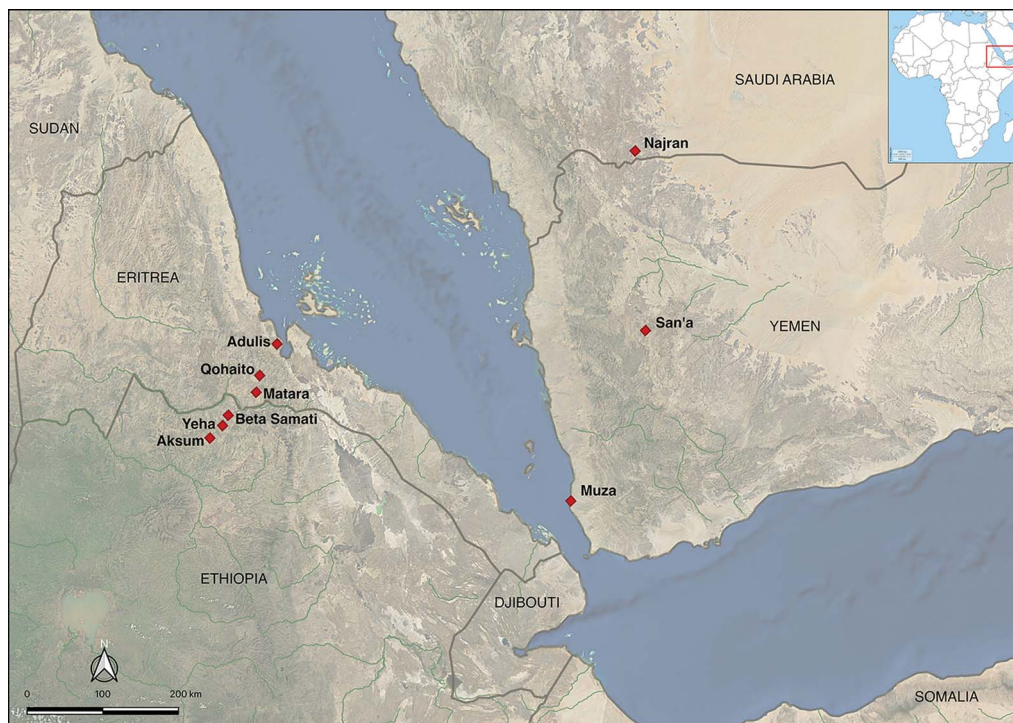 SAUDI ARABIA
SUDAN
Najran
ERITREA
San'a
YEMEN
Adulis
Qohaito
Matara
Beta Samati
Yeha
Aksum
Muza
ETHIOPIA
DJIBOUTI
N
0 100 200 km
SOMALIA